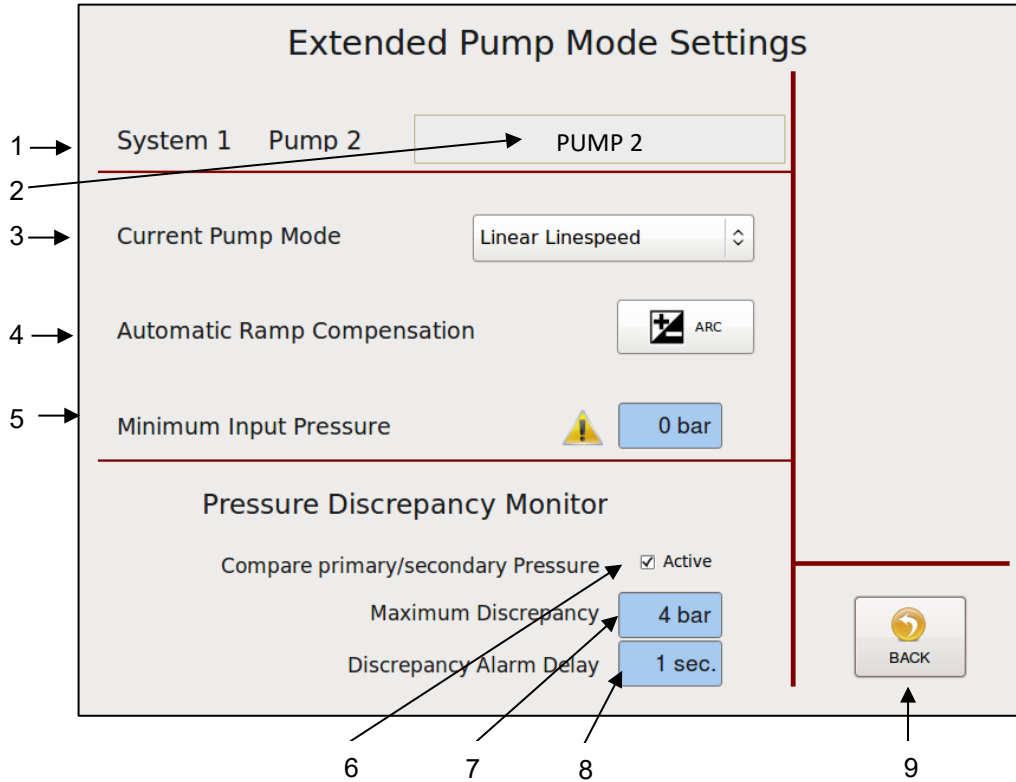 Extended Pump Mode Settings
1 System 1 Pump 2 PUMP 2
2
3 Current Pump Mode Linear Linespeed
4 Automatic Ramp Compensation ARC
5 Minimum Input Pressure 0 bar
Pressure Discrepancy Monitor
Compare primary/secondary Pressure Active
Maximum Discrepancy 4 bar
Discrepancy Alarm Delay 1 sec.
BACK
6 7 8 9